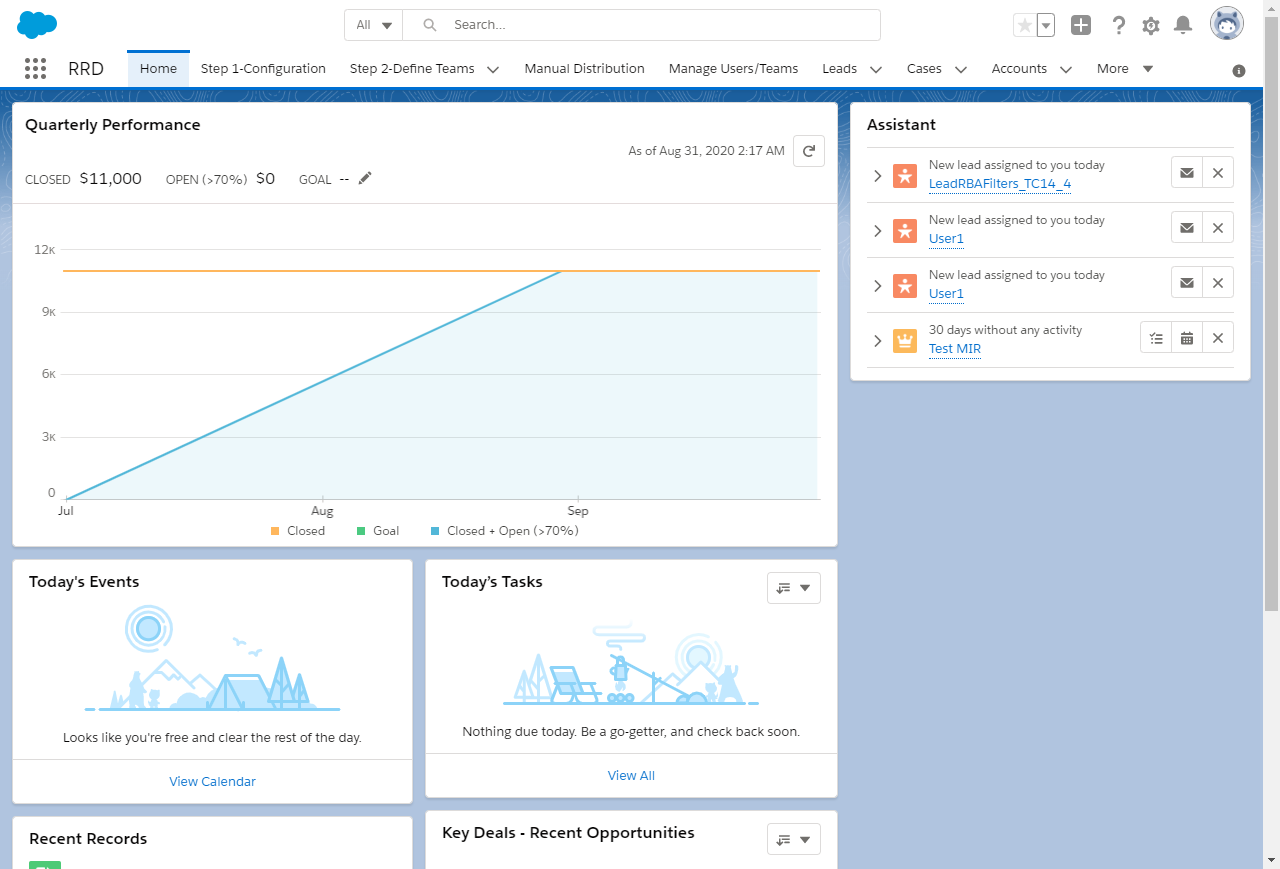 All
Search...
RRD
Home
Step 1-Configuration
Step 2-Define Teams
Manual Distribution
Manage Users/Teams
Leads
Cases
Accounts
More
Quarterly Performance
As of Aug 31, 2020 2:17 AM
CLOSED $11,000 OPEN (>70%) $0 GOAL --
12K
9K
6K
3K
0
Jul Aug Sep
Closed Goal Closed + Open (>70%)
Assistant
New lead assigned to you today
LeadRBAFilters_TC14_4
New lead assigned to you today
User1
New lead assigned to you today
User1
30 days without any activity
Test MIR
Today's Events
Looks like you're free and clear the rest of the day.
View Calendar
Today’s Tasks
Nothing due today. Be a go-getter, and check back soon.
View All
Recent Records
Key Deals - Recent Opportunities